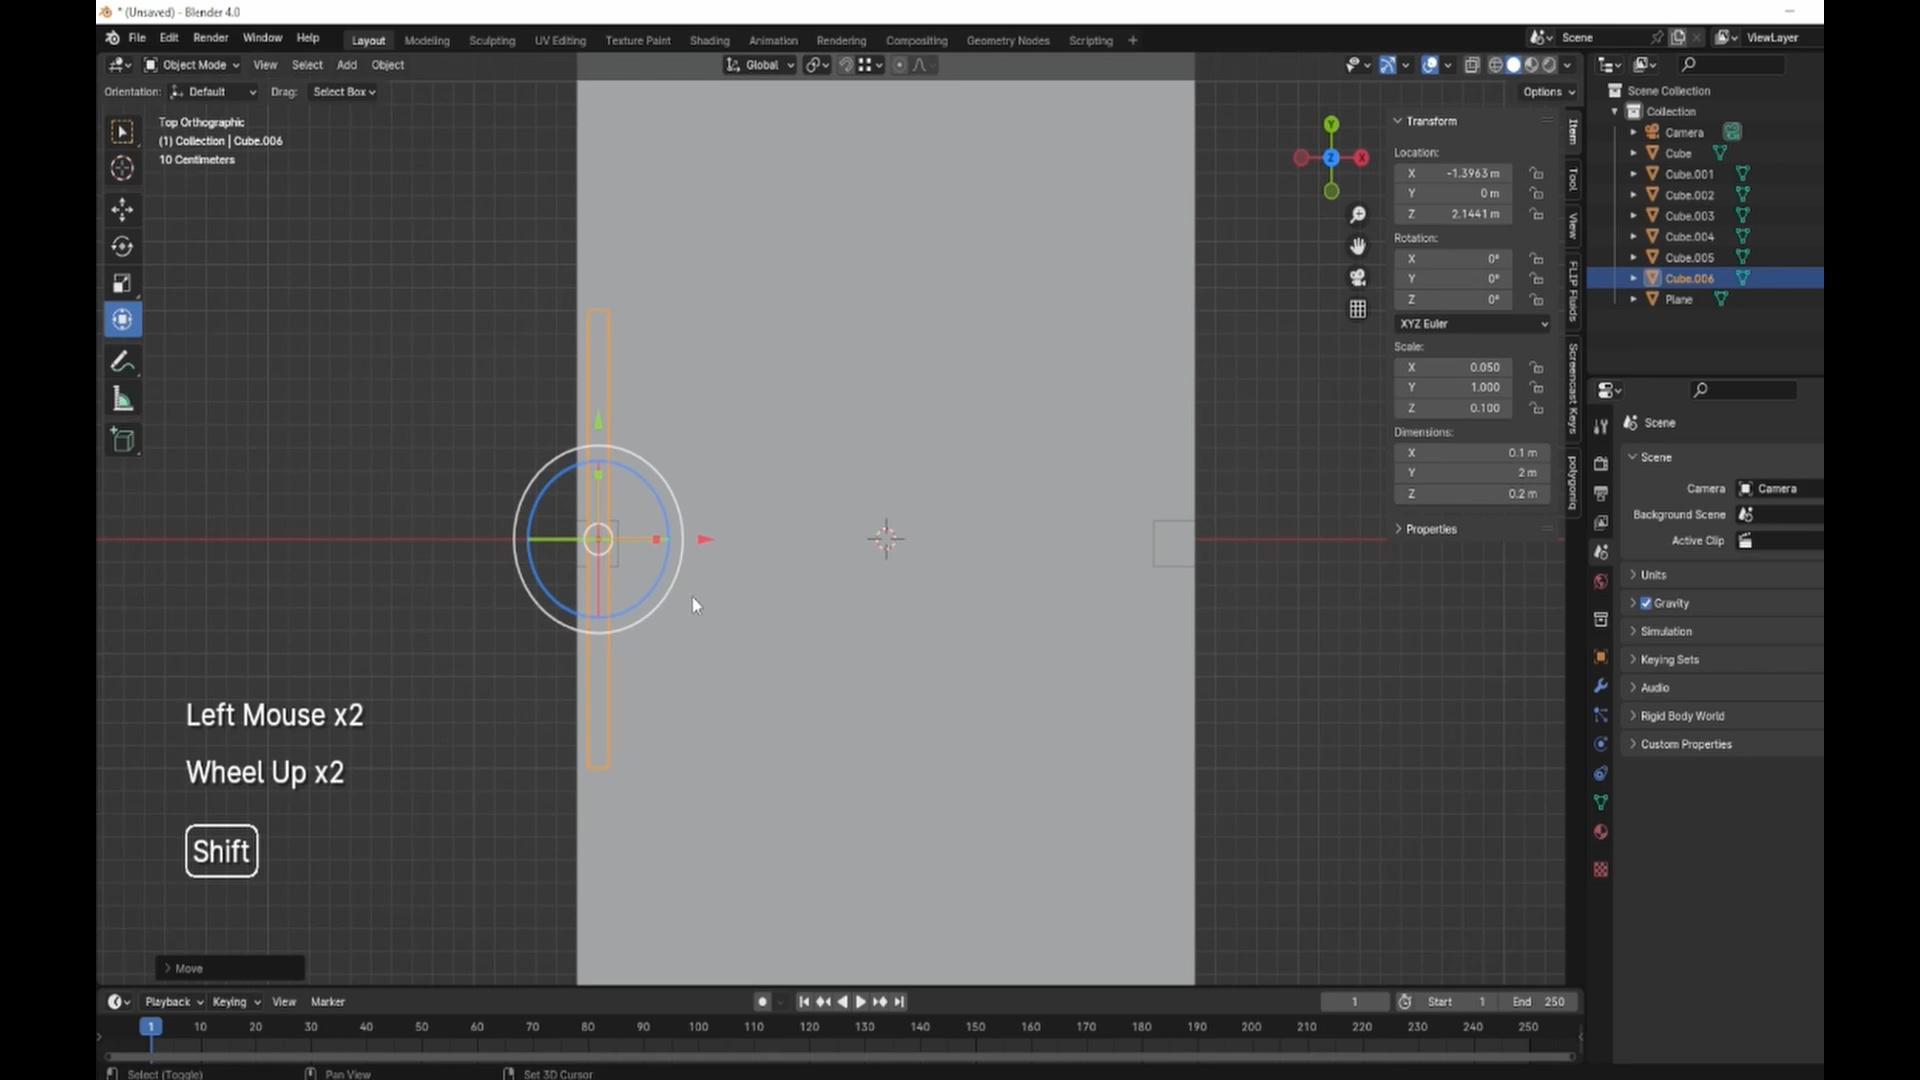 * (Unsaved) - Blender 4.0
File Edit Render Window Help Layout Modeling Sculpting UV Editing Texture Paint Shading Animation Rendering Compositing Geometry Nodes Scripting + Scene ViewLayer
Object Mode View Select Add Object Global
Orientation: Default Drag: Select Box Options
Top Orthographic
(1) Collection | Cube.006
10 Centimeters
Y
Z
X
Transform
Location:
X -1.3963 m
Y 0 m
Z 2.1441 m
Rotation:
X 0°
Y 0°
Z 0°
XYZ Euler
Scale:
X 0.050
Y 1.000
Z 0.100
Dimensions:
X 0.1 m
Y 2 m
Z 0.2 m
Properties
Item
Tool
View
FLIP Fluids
Screencast Keys
polygoniq
Scene Collection
Collection
Camera
Cube
Cube.001
Cube.002
Cube.003
Cube.004
Cube.005
Cube.006
Plane
Scene
Scene
Camera Camera
Background Scene
Active Clip
Units
Gravity
Simulation
Keying Sets
Audio
Rigid Body World
Custom Properties
Left Mouse x2
Wheel Up x2
Shift
Move
Playback Keying View Marker 1 Start 1 End 250
1 10 20 30 40 50 60 70 80 90 100 110 120 130 140 150 160 170 180 190 200 210 220 230 240 250
Select (Toggle) Pan View Set 3D Cursor